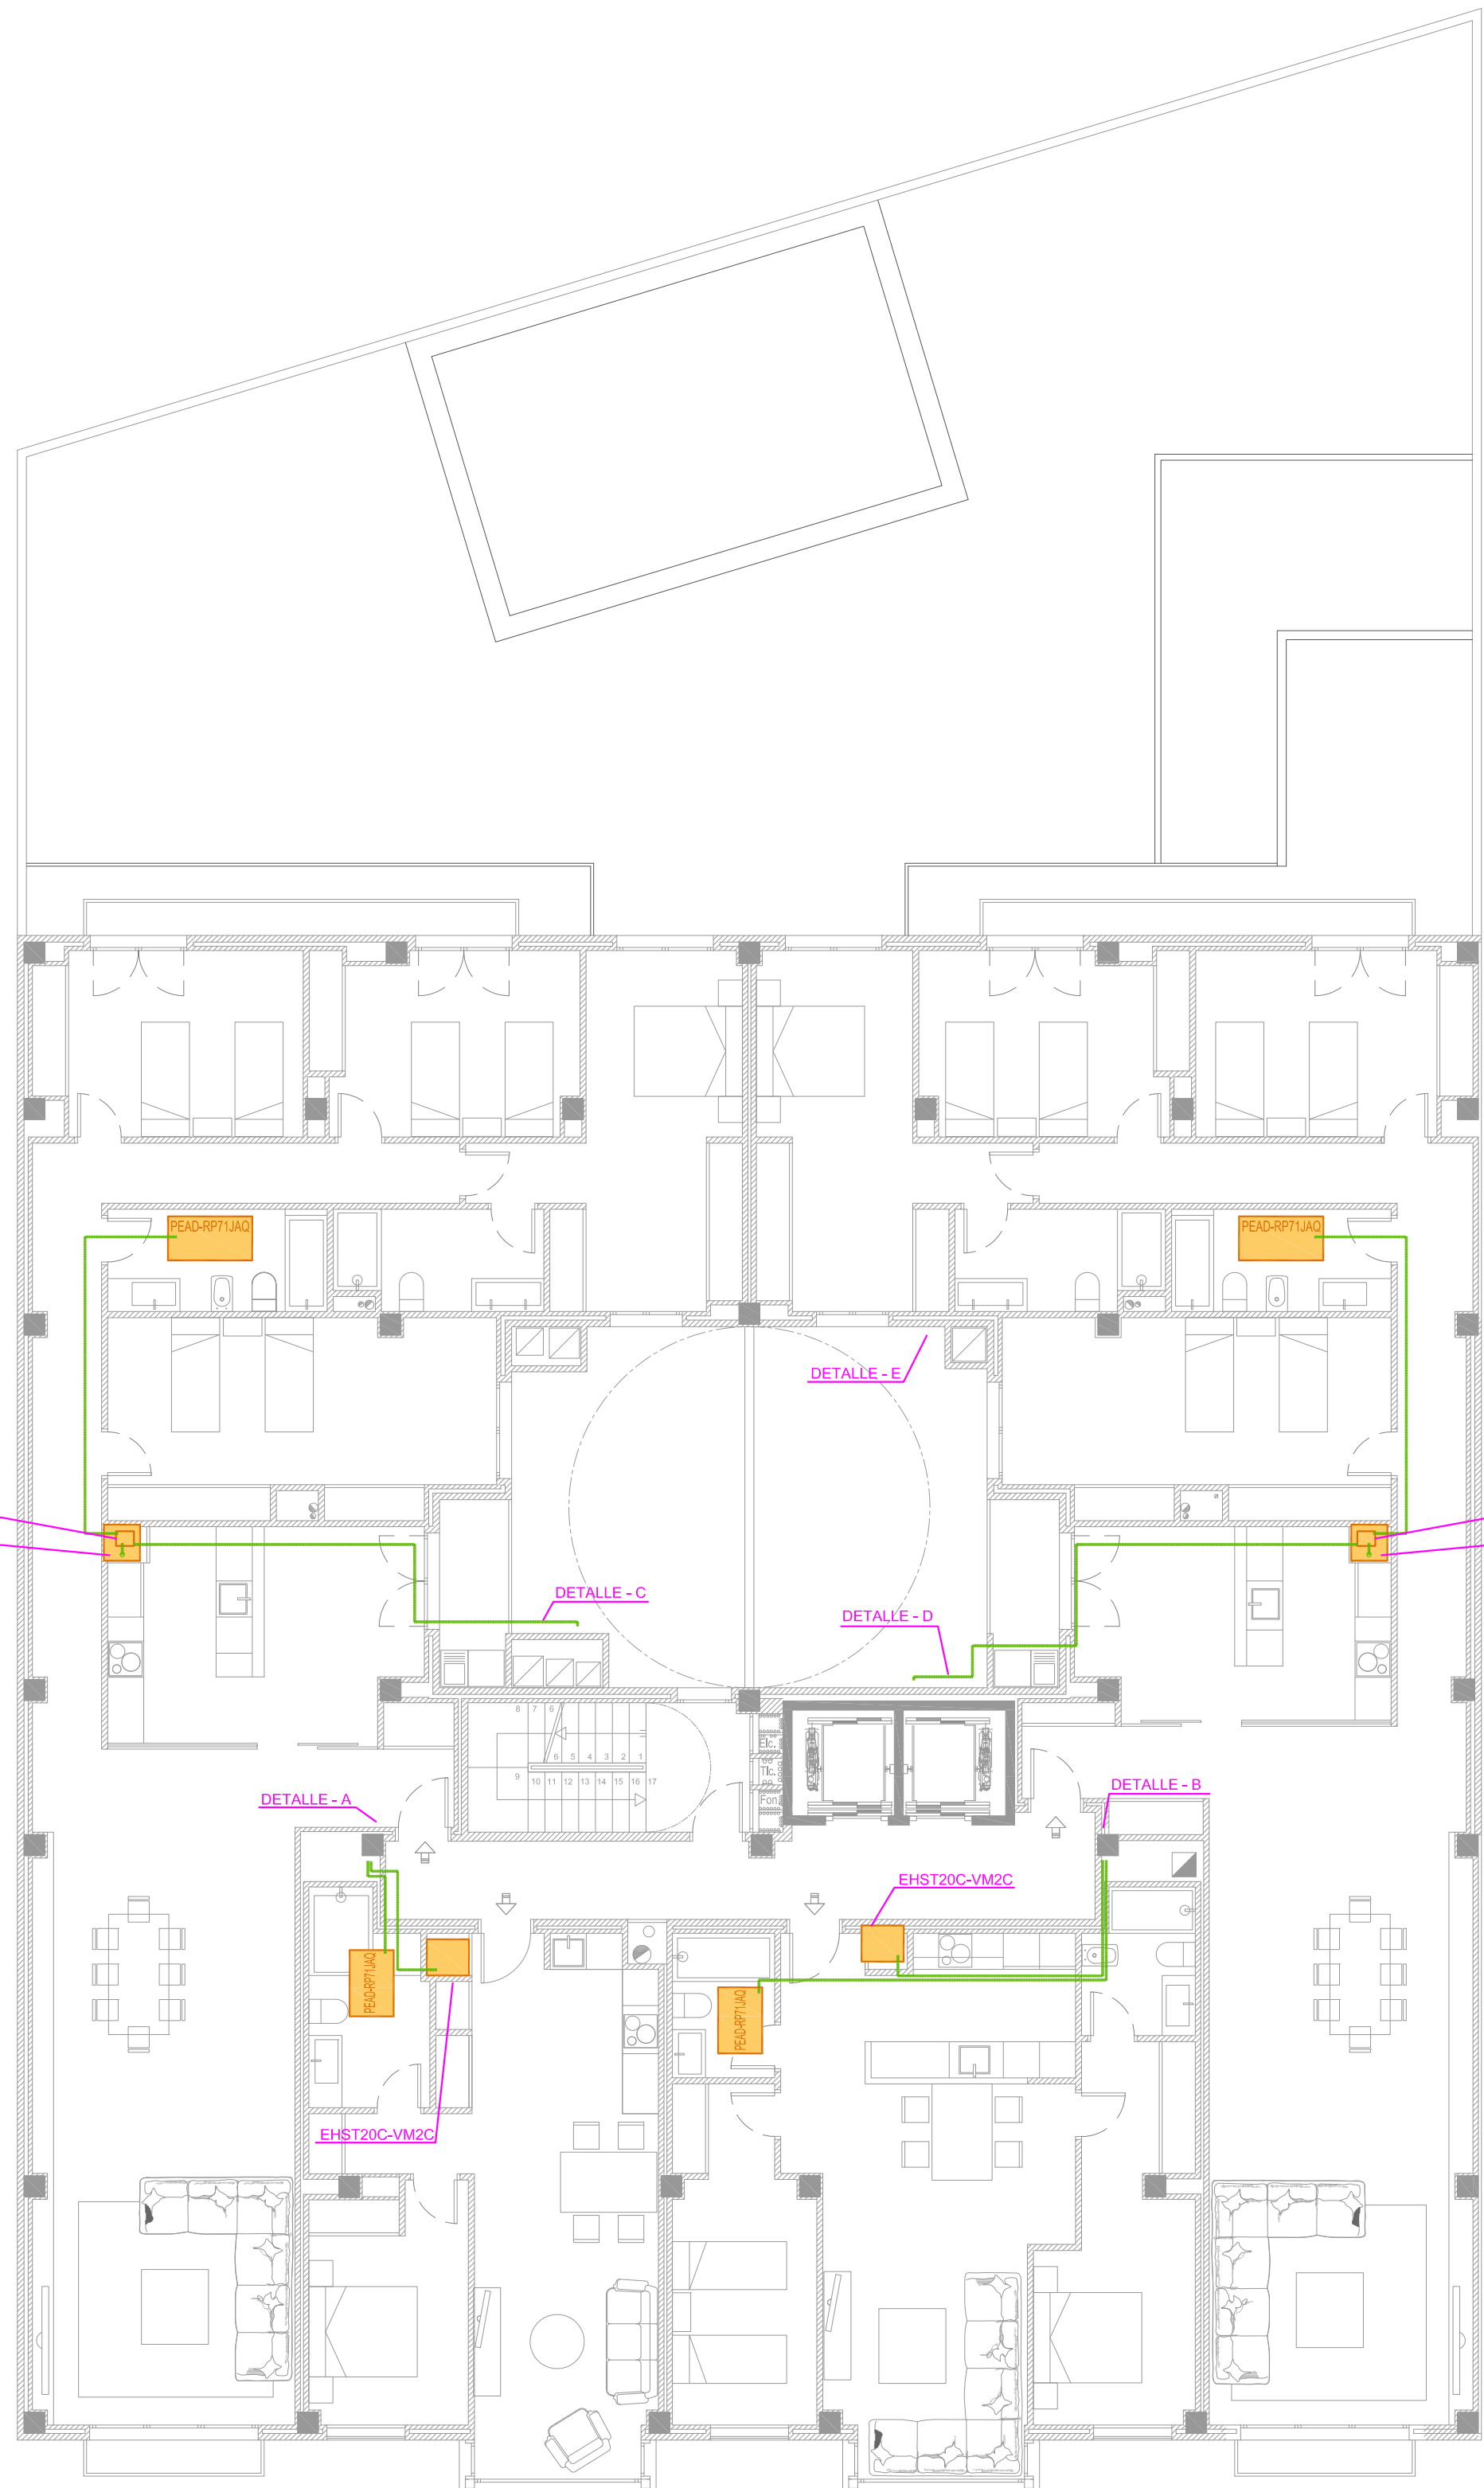 PEAD-RP71JAQ
PEAD-RP71JAQ
DETALLE - E
DETALLE - C
DETALLE - D
8 7 6
6 5 4 3 2 1
9
10 11 12 13 14 15 16 17
Elc.
Tlc.
Fon
DETALLE - A
DETALLE - B
EHST20C-VM2C
PEAD-RP71JAQ
PEAD-RP71JAQ
EHST20C-VM2C